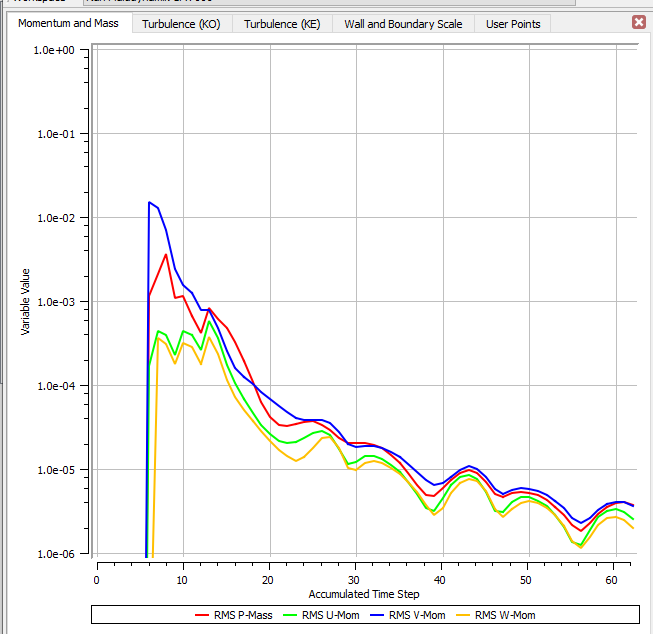 Momentum and Mass Turbulence (KO) Turbulence (KE) Wall and Boundary Scale User Points
1.0e+00
1.0e-01
1.0e-02
1.0e-03
1.0e-04
1.0e-05
1.0e-06
Variable Value
0 10 20 30 40 50 60
Accumulated Time Step
RMS P-Mass RMS U-Mom RMS V-Mom RMS W-Mom